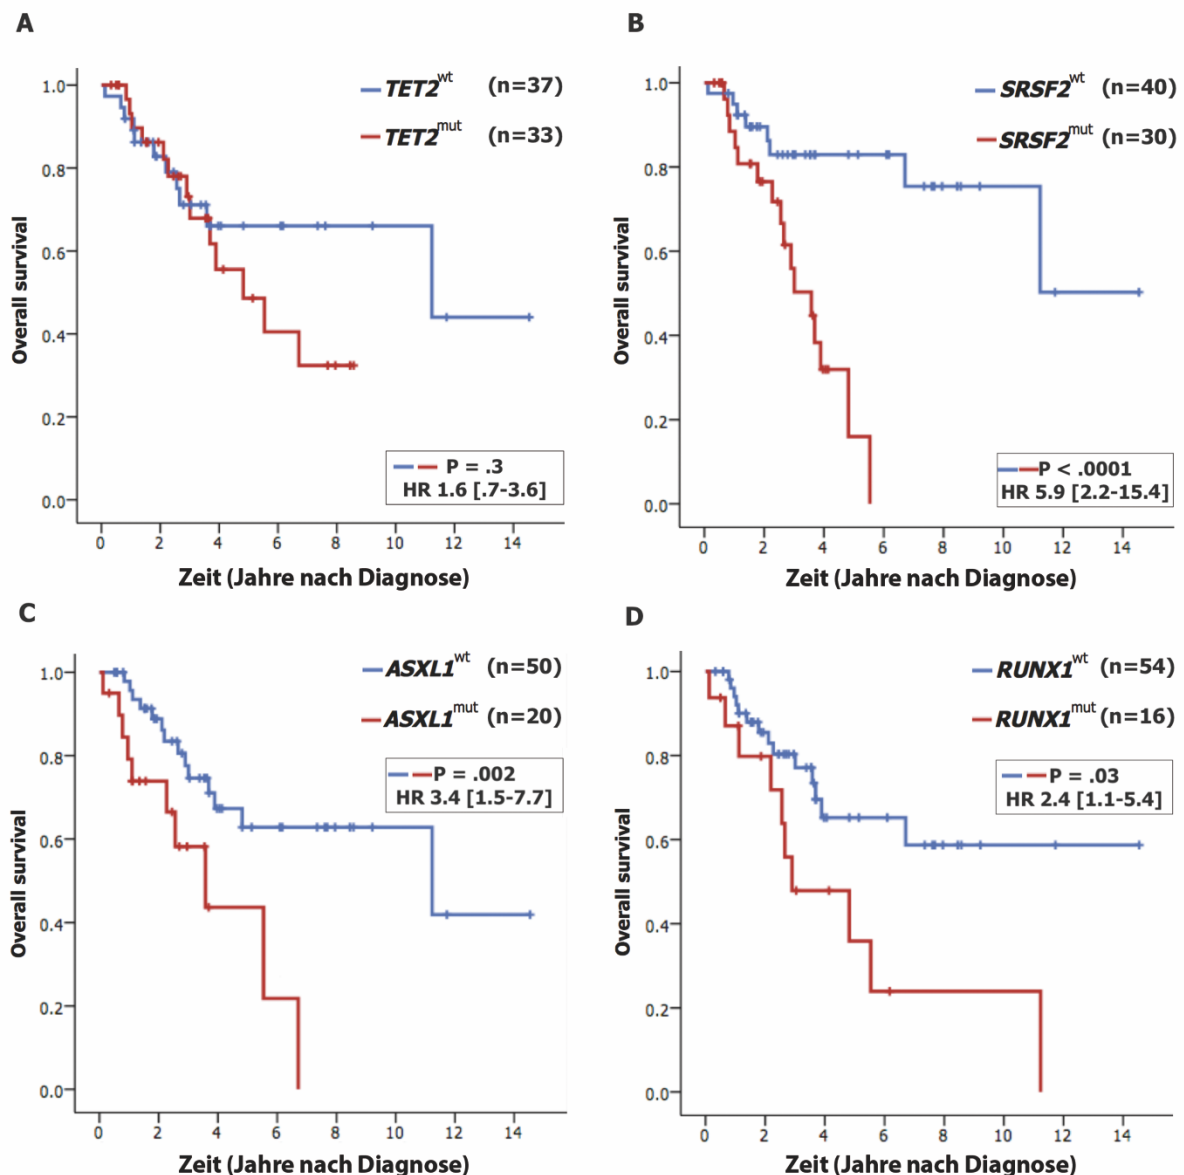 A
TET2wt (n=37)
TET2mut (n=33)
Overall survival
1.0
0.8
0.6
0.4
0.2
0.0
P = .3
HR 1.6 [.7-3.6]
0 2 4 6 8 10 12 14
Zeit (Jahre nach Diagnose)
B
SRSF2wt (n=40)
SRSF2mut (n=30)
Overall survival
1.0
0.8
0.6
0.4
0.2
0.0
P < .0001
HR 5.9 [2.2-15.4]
0 2 4 6 8 10 12 14
Zeit (Jahre nach Diagnose)
C
ASXL1wt (n=50)
ASXL1mut (n=20)
Overall survival
1.0
0.8
0.6
0.4
0.2
0.0
P = .002
HR 3.4 [1.5-7.7]
0 2 4 6 8 10 12 14
Zeit (Jahre nach Diagnose)
D
RUNX1wt (n=54)
RUNX1mut (n=16)
Overall survival
1.0
0.8
0.6
0.4
0.2
0.0
P = .03
HR 2.4 [1.1-5.4]
0 2 4 6 8 10 12 14
Zeit (Jahre nach Diagnose)